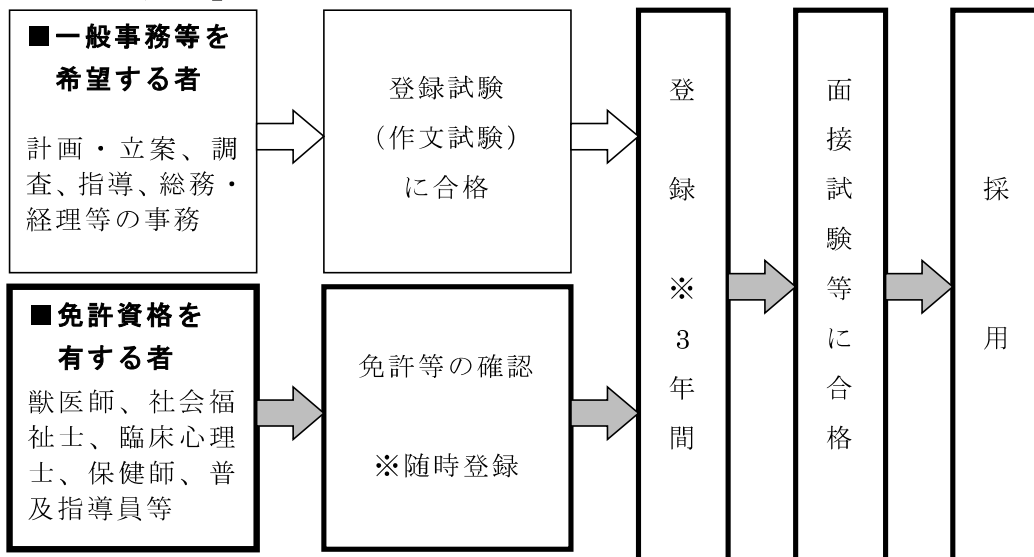 ■一般事務等を
希望する者
計画・立案、調
査、指導、総務・
経理等の事務
登録試験
(作文試験)
に合格
■免許資格を
有する者
獣医師、社会福
祉士、臨床心理
士、保健師、普
及指導員等
免許等の確認
※随時登録
登録※3年間
面接試験等に合格
採用